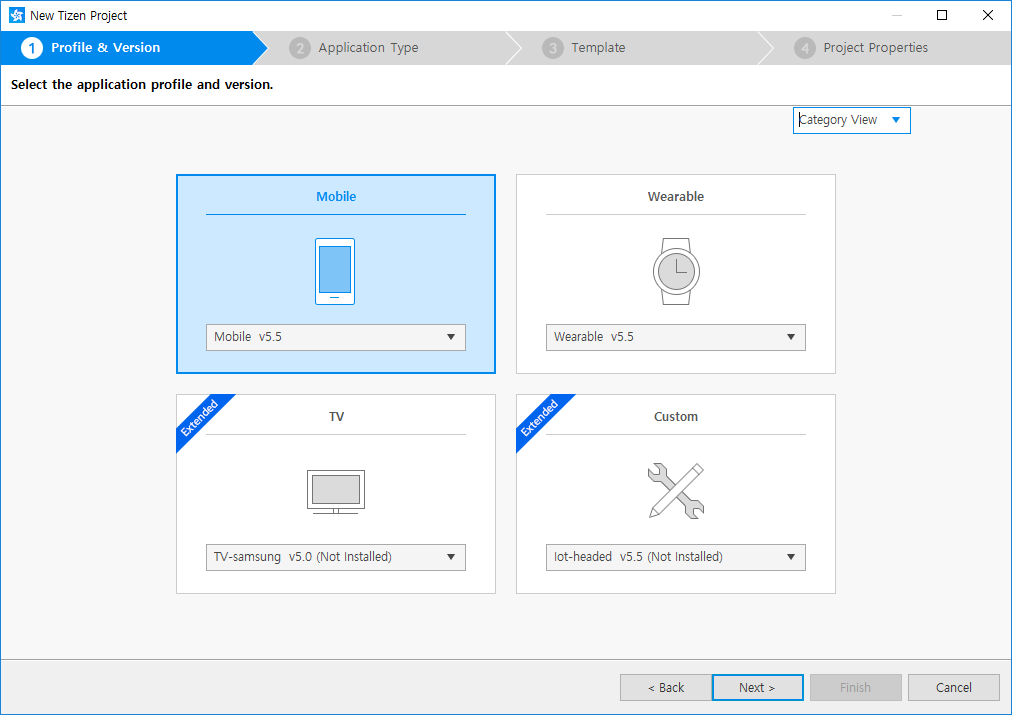 New Tizen Project
1 Profile & Version 2 Application Type 3 Template 4 Project Properties
Select the application profile and version.
Category View
Mobile
Mobile v5.5
Wearable
Wearable v5.5
Extended
TV
TV-samsung v5.0 (Not Installed)
Extended
Custom
Iot-headed v5.5 (Not Installed)
< Back Next > Finish Cancel